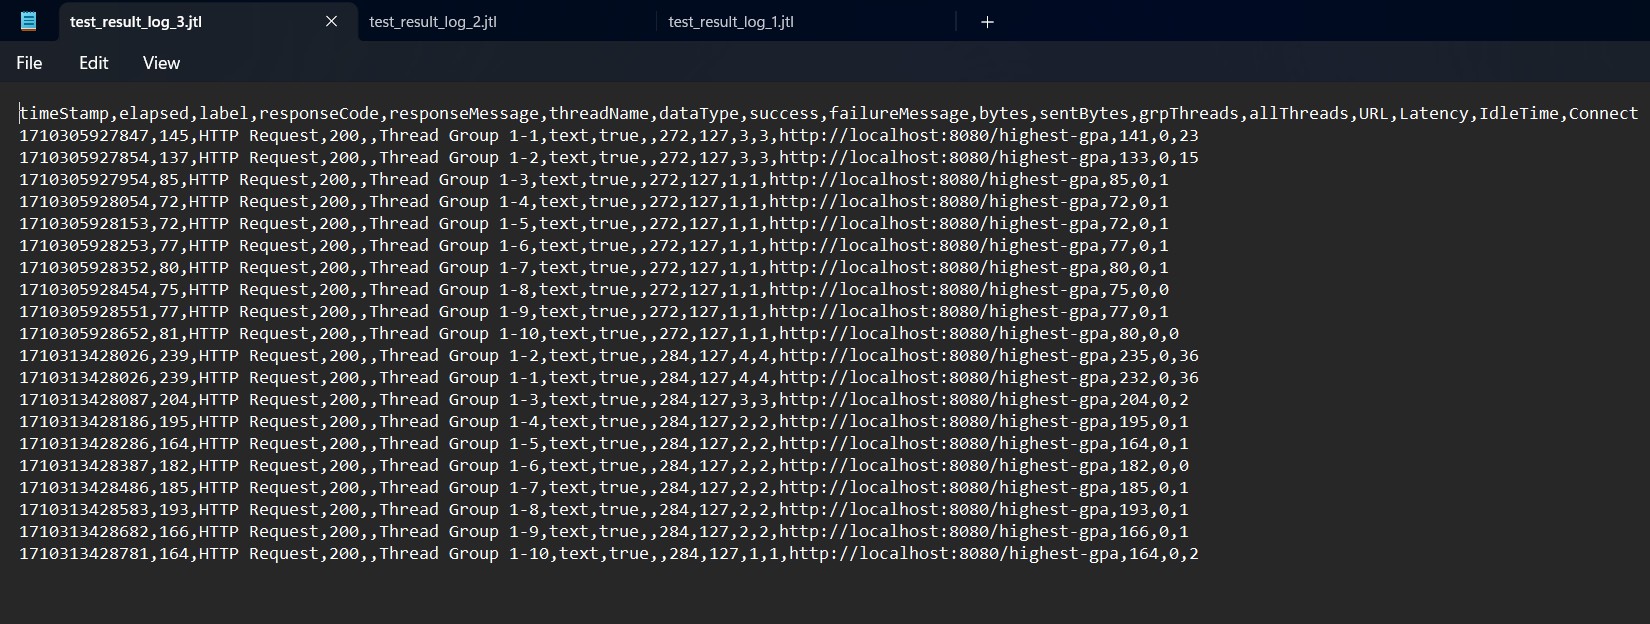 test_result_log_3.jtl
test_result_log_2.jtl
test_result_log_1.jtl
File Edit View
timeStamp,elapsed,label,responseCode,responseMessage,threadName,dataType,success,failureMessage,bytes,sentBytes,grpThreads,allThreads,URL,Latency,IdleTime,Connect
1710305927847,145,HTTP Request,200,,Thread Group 1-1,text,true,,272,127,3,3,http://localhost:8080/highest-gpa,141,0,23
1710305927854,137,HTTP Request,200,,Thread Group 1-2,text,true,,272,127,3,3,http://localhost:8080/highest-gpa,133,0,15
1710305927954,85,HTTP Request,200,,Thread Group 1-3,text,true,,272,127,1,1,http://localhost:8080/highest-gpa,85,0,1
1710305928054,72,HTTP Request,200,,Thread Group 1-4,text,true,,272,127,1,1,http://localhost:8080/highest-gpa,72,0,1
1710305928153,72,HTTP Request,200,,Thread Group 1-5,text,true,,272,127,1,1,http://localhost:8080/highest-gpa,72,0,1
1710305928253,77,HTTP Request,200,,Thread Group 1-6,text,true,,272,127,1,1,http://localhost:8080/highest-gpa,77,0,1
1710305928352,80,HTTP Request,200,,Thread Group 1-7,text,true,,272,127,1,1,http://localhost:8080/highest-gpa,80,0,1
1710305928454,75,HTTP Request,200,,Thread Group 1-8,text,true,,272,127,1,1,http://localhost:8080/highest-gpa,75,0,0
1710305928551,77,HTTP Request,200,,Thread Group 1-9,text,true,,272,127,1,1,http://localhost:8080/highest-gpa,77,0,1
1710305928652,81,HTTP Request,200,,Thread Group 1-10,text,true,,272,127,1,1,http://localhost:8080/highest-gpa,80,0,0
1710313428026,239,HTTP Request,200,,Thread Group 1-2,text,true,,284,127,4,4,http://localhost:8080/highest-gpa,235,0,36
1710313428026,239,HTTP Request,200,,Thread Group 1-1,text,true,,284,127,4,4,http://localhost:8080/highest-gpa,232,0,36
1710313428087,204,HTTP Request,200,,Thread Group 1-3,text,true,,284,127,3,3,http://localhost:8080/highest-gpa,204,0,2
1710313428186,195,HTTP Request,200,,Thread Group 1-4,text,true,,284,127,2,2,http://localhost:8080/highest-gpa,195,0,1
1710313428286,164,HTTP Request,200,,Thread Group 1-5,text,true,,284,127,2,2,http://localhost:8080/highest-gpa,164,0,1
1710313428387,182,HTTP Request,200,,Thread Group 1-6,text,true,,284,127,2,2,http://localhost:8080/highest-gpa,182,0,0
1710313428486,185,HTTP Request,200,,Thread Group 1-7,text,true,,284,127,2,2,http://localhost:8080/highest-gpa,185,0,1
1710313428583,193,HTTP Request,200,,Thread Group 1-8,text,true,,284,127,2,2,http://localhost:8080/highest-gpa,193,0,1
1710313428682,166,HTTP Request,200,,Thread Group 1-9,text,true,,284,127,2,2,http://localhost:8080/highest-gpa,166,0,1
1710313428781,164,HTTP Request,200,,Thread Group 1-10,text,true,,284,127,1,1,http://localhost:8080/highest-gpa,164,0,2